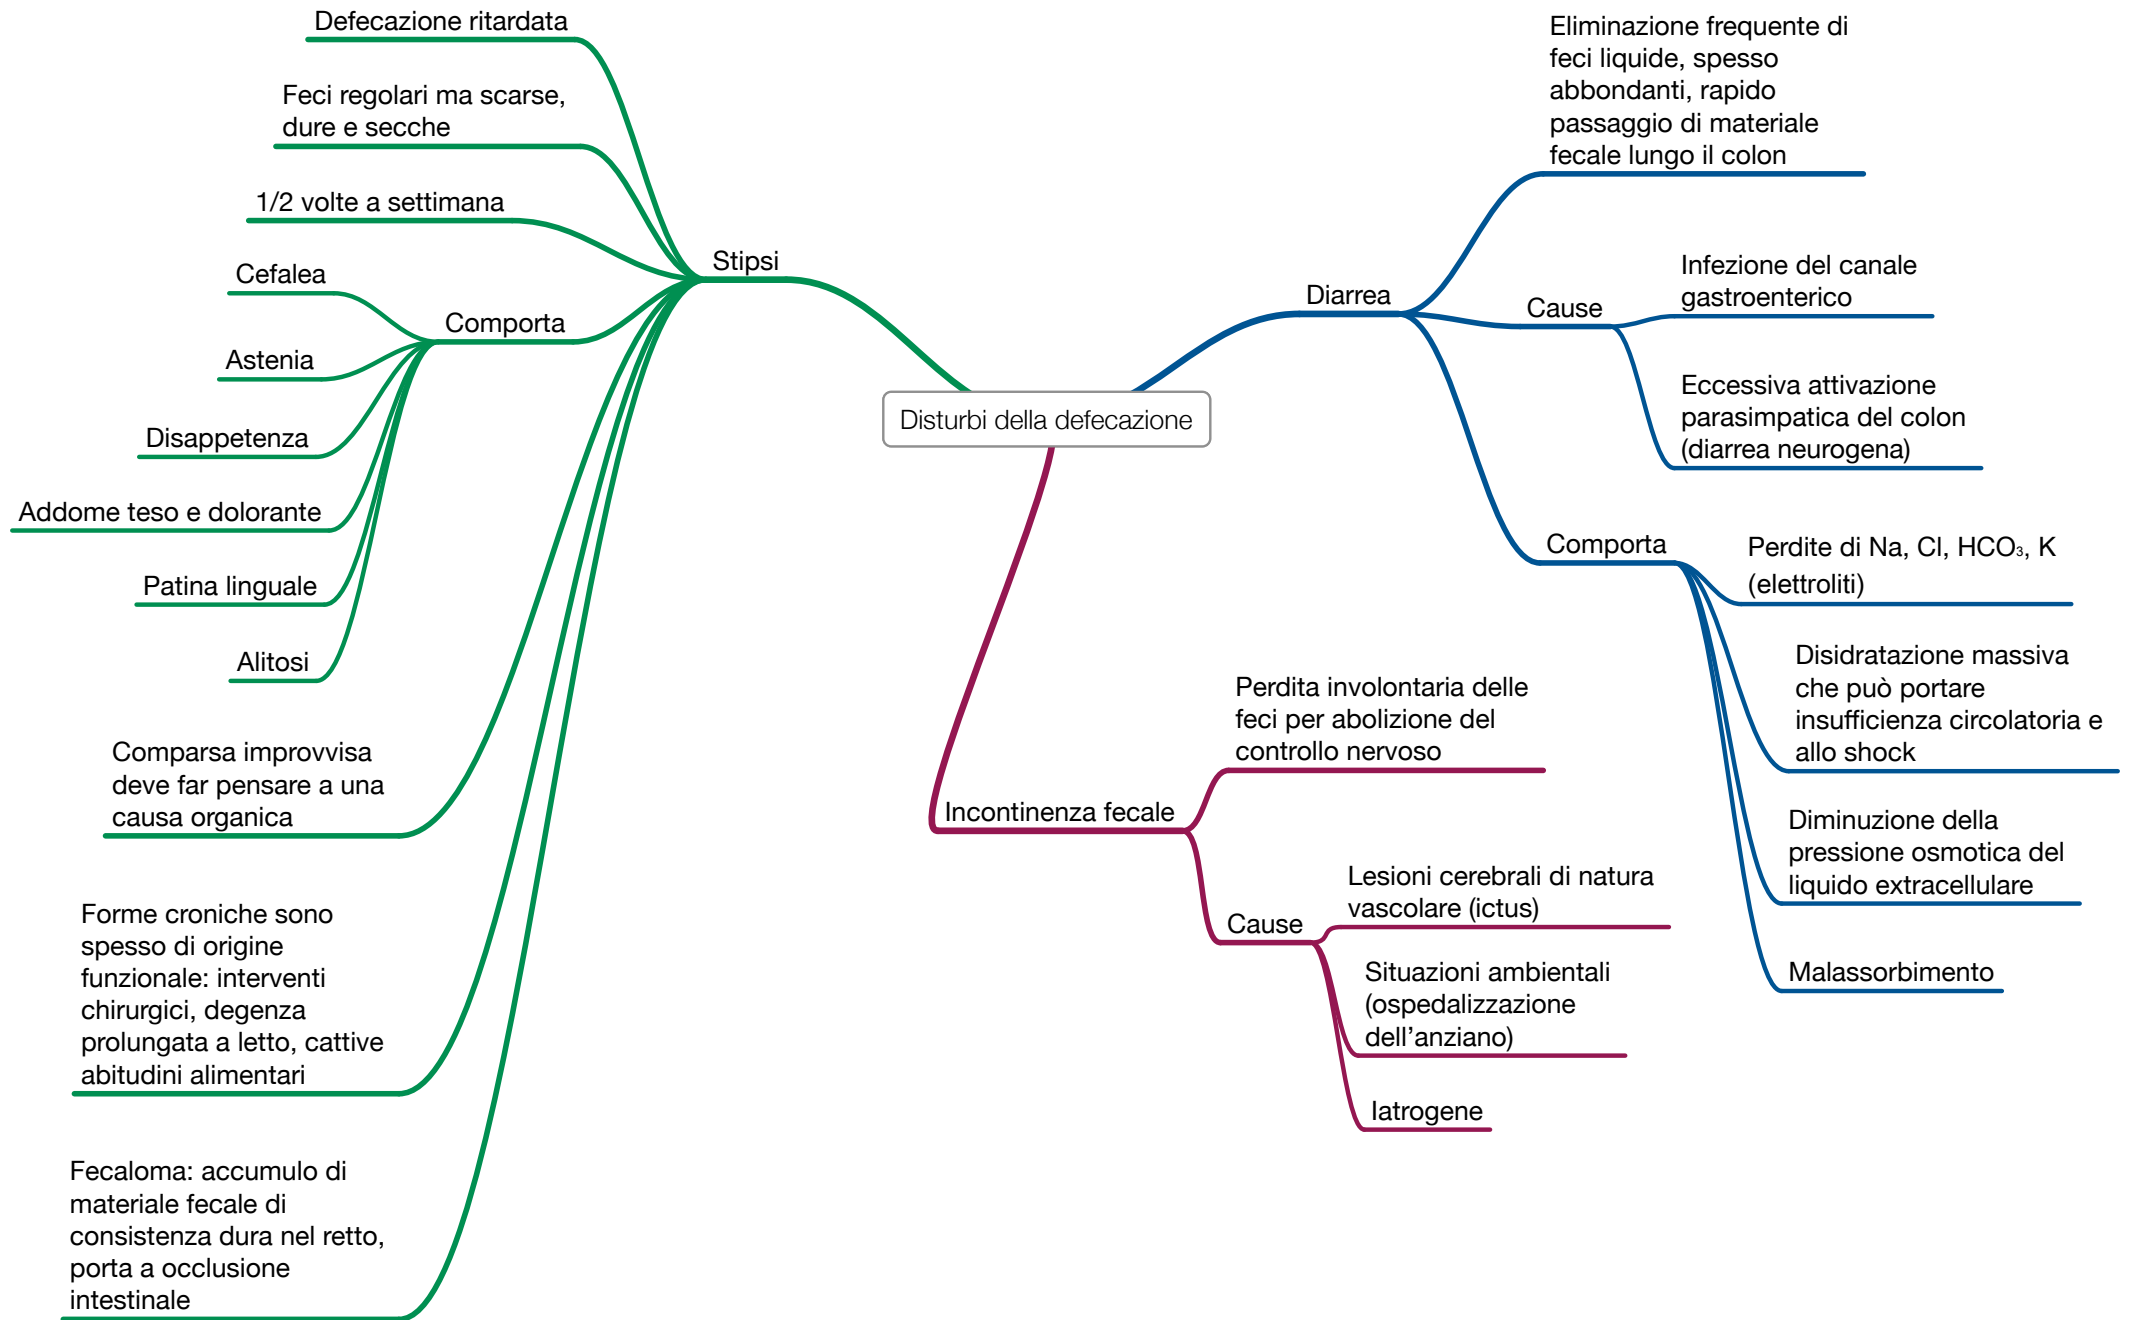 Disturbi della defecazione
Stipsi
Defecazione ritardata
Feci regolari ma scarse,
dure e secche
1/2 volte a settimana
Comporta
Cefalea
Astenia
Disappetenza
Addome teso e dolorante
Patina linguale
Alitosi
Comparsa improvvisa
deve far pensare a una
causa organica
Forme croniche sono
spesso di origine
funzionale: interventi
chirurgici, degenza
prolungata a letto, cattive
abitudini alimentari
Fecaloma: accumulo di
materiale fecale di
consistenza dura nel retto,
porta a occlusione
intestinale
Diarrea
Eliminazione frequente di
feci liquide, spesso
abbondanti, rapido
passaggio di materiale
fecale lungo il colon
Cause
Infezione del canale
gastroenterico
Eccessiva attivazione
parasimpatica del colon
(diarrea neurogena)
Comporta
Perdite di Na, Cl, HCO₃, K
(elettroliti)
Disidratazione massiva
che può portare
insufficienza circolatoria e
allo shock
Diminuzione della
pressione osmotica del
liquido extracellulare
Malassorbimento
Incontinenza fecale
Perdita involontaria delle
feci per abolizione del
controllo nervoso
Cause
Lesioni cerebrali di natura
vascolare (ictus)
Situazioni ambientali
(ospedalizzazione
dell’anziano)
Iatrogene